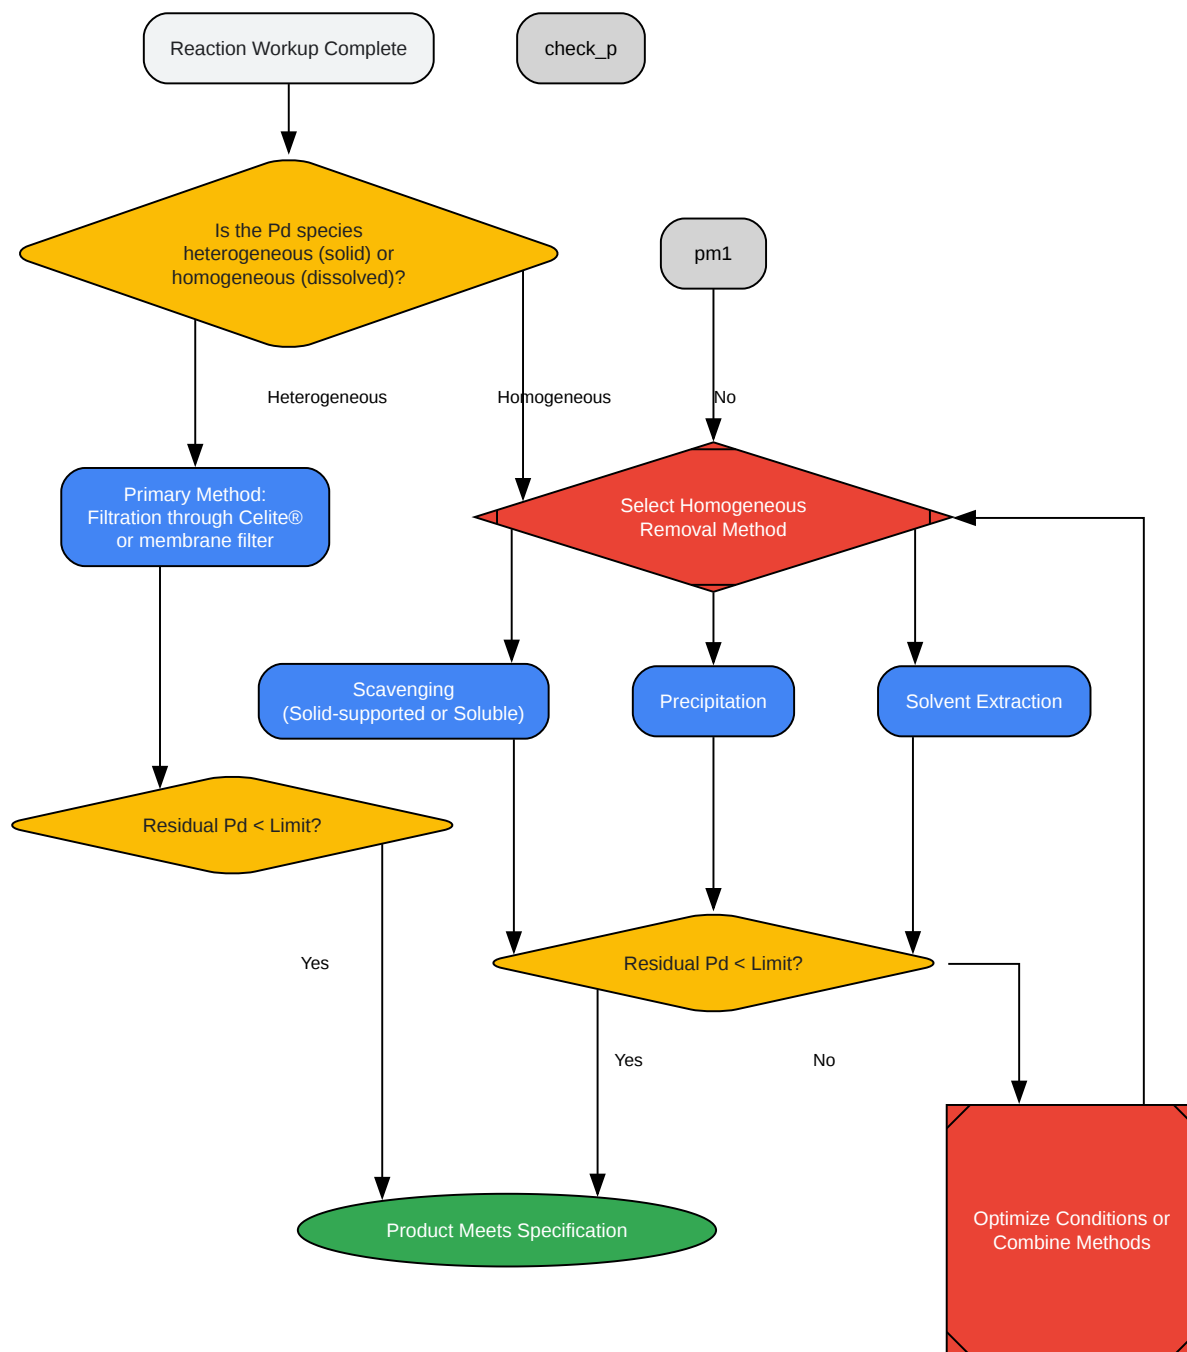 Reaction Workup Complete
check_p
Is the Pd species
heterogeneous (solid) or
homogeneous (dissolved)?
pm1
Heterogeneous
Homogeneous
No
Primary Method:
Filtration through Celite®
or membrane filter
Select Homogeneous
Removal Method
Scavenging
(Solid-supported or Soluble)
Precipitation
Solvent Extraction
Residual Pd < Limit?
Yes
Residual Pd < Limit?
Yes
No
Product Meets Specification
Optimize Conditions or
Combine Methods